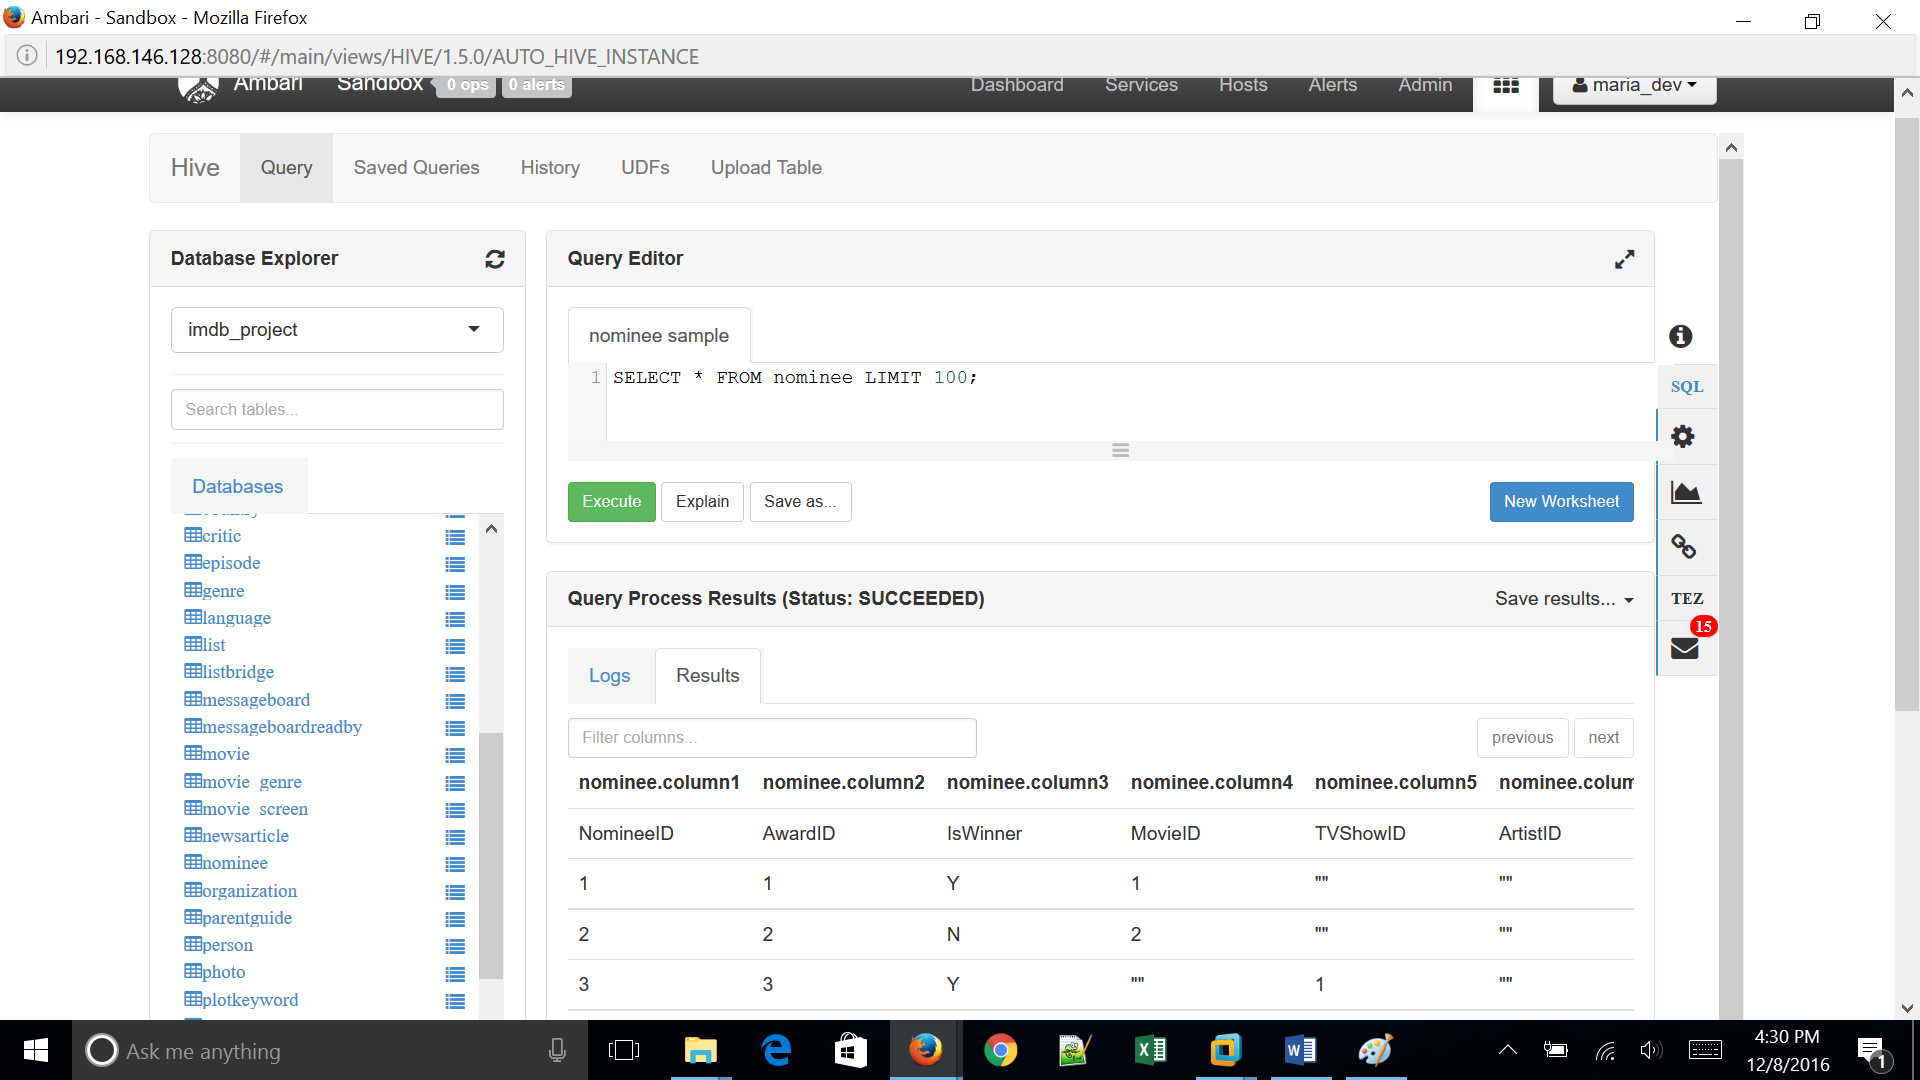 Ambari - Sandbox - Mozilla Firefox
192.168.146.128:8080/#/main/views/HIVE/1.5.0/AUTO_HIVE_INSTANCE
Ambari Sandbox 0 ops 0 alerts Dashboard Services Hosts Alerts Admin maria_dev
Hive Query Saved Queries History UDFs Upload Table
Database Explorer
imdb_project
Search tables...
Databases
critic
episode
genre
language
list
listbridge
messageboard
messageboardreadby
movie
movie_genre
movie_screen
newsarticle
nominee
organization
parentguide
person
photo
plotkeyword
Query Editor
nominee sample
1 SELECT * FROM nominee LIMIT 100;
Execute Explain Save as... New Worksheet
SQL
TEZ
15
Query Process Results (Status: SUCCEEDED) Save results...
Logs Results
Filter columns... previous next
nominee.column1 nominee.column2 nominee.column3 nominee.column4 nominee.column5 nominee.colum
NomineeID AwardID IsWinner MovieID TVShowID ArtistID
1 1 Y 1 "" ""
2 2 N 2 "" ""
3 3 Y "" 1 ""
Ask me anything
4:30 PM
12/8/2016
1